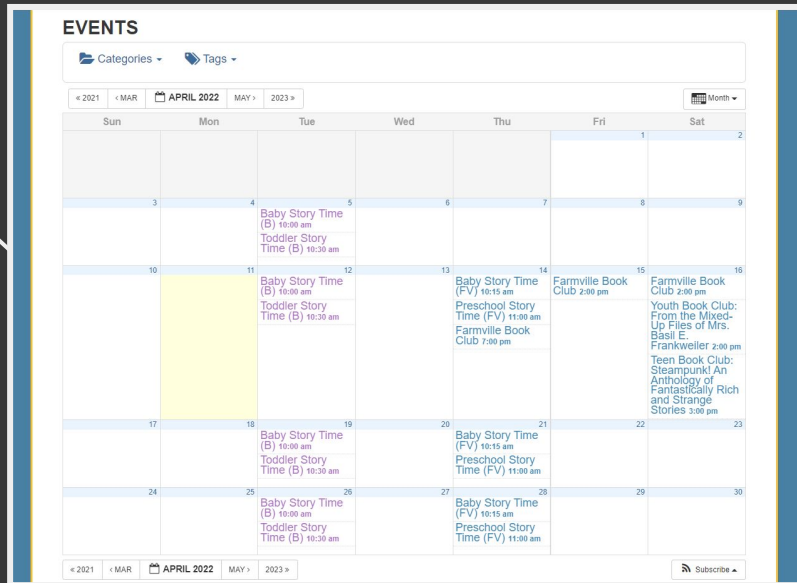 EVENTS
Categories Tags
« 2021 ‹ MAR APRIL 2022 MAY › 2023 » Month
Sun Mon Tue Wed Thu Fri Sat
1 2
3 4 5 6 7 8 9
Baby Story Time
(B) 10:00 am
Toddler Story
Time (B) 10:30 am
10 11 12 13 14 15 16
Baby Story Time
(B) 10:00 am
Toddler Story
Time (B) 10:30 am
Baby Story Time
(FV) 10:15 am
Preschool Story
Time (FV) 11:00 am
Farmville Book
Club 7:00 pm
Farmville Book
Club 2:00 pm
Farmville Book
Club 2:00 pm
Youth Book Club:
From the Mixed-
Up Files of Mrs.
Basil E.
Frankweiler 2:00 pm
Teen Book Club:
Steampunk! An
Anthology of
Fantastically Rich
and Strange
Stories 3:00 pm
17 18 19 20 21 22 23
Baby Story Time
(B) 10:00 am
Toddler Story
Time (B) 10:30 am
Baby Story Time
(FV) 10:15 am
Preschool Story
Time (FV) 11:00 am
24 25 26 27 28 29 30
Baby Story Time
(B) 10:00 am
Toddler Story
Time (B) 10:30 am
Baby Story Time
(FV) 10:15 am
Preschool Story
Time (FV) 11:00 am
« 2021 ‹ MAR APRIL 2022 MAY › 2023 » Subscribe